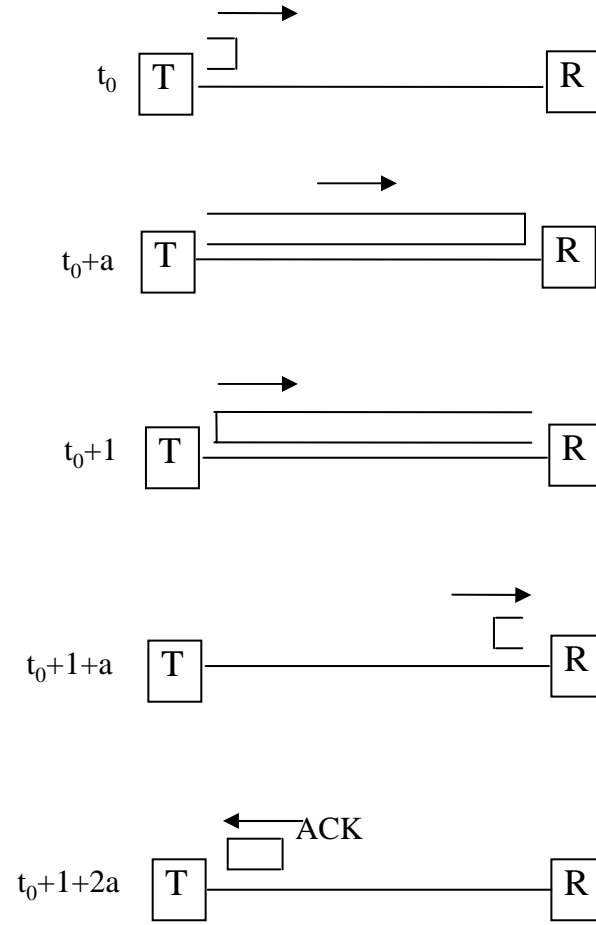 t₀ T R
t₀+a T R
t₀+1 T R
t₀+1+a T R
ACK
t₀+1+2a T R